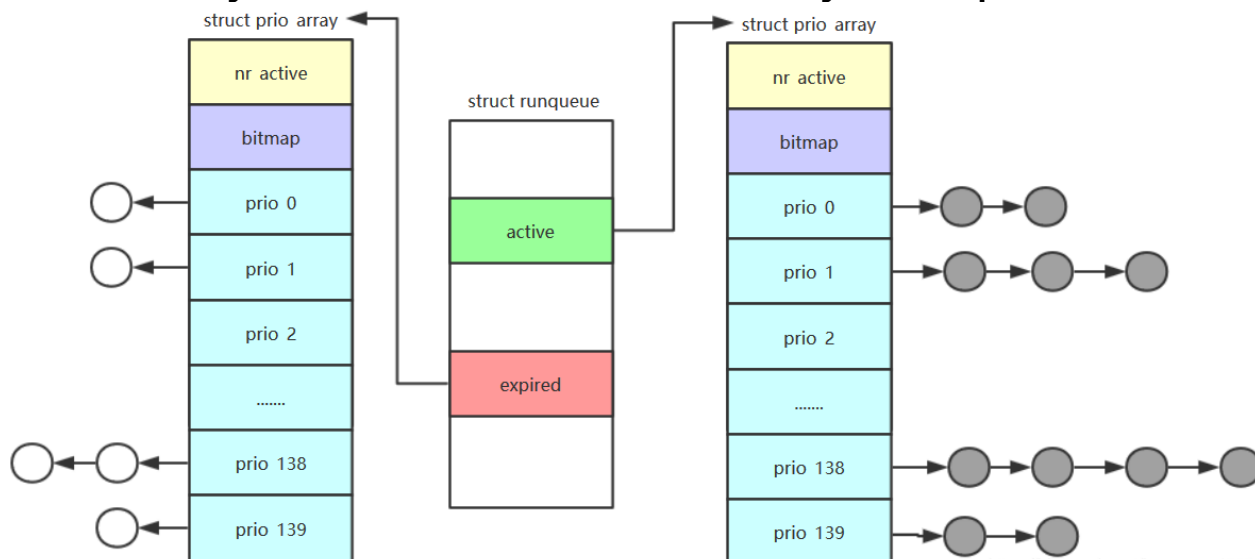 struct prio array
nr active
bitmap
prio 0
prio 1
prio 2
.......
prio 138
prio 139
struct runqueue
active
expired
struct prio array
nr active
bitmap
prio 0
prio 1
prio 2
.......
prio 138
prio 139